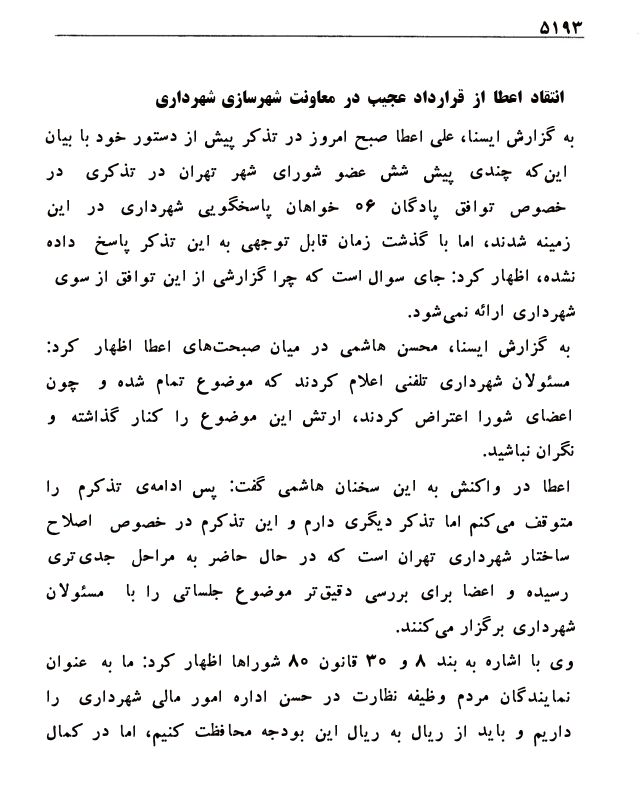 ۵۱۹۳
انتقاد اعطا از قرارداد عجیب در معاونت شهرسازی شهرداری
به گزارش ایسنا، علی اعطا صبح امروز در تذکر پیش از دستور خود با بیان
این‌که چندی پیش شش عضو شورای شهر تهران در تذکری در
خصوص توافق پادگان ۰۶ خواهان پاسخگویی شهرداری در این
زمینه شدند، اما با گذشت زمان قابل توجهی به این تذکر پاسخ داده
نشده، اظهار کرد: جای سوال است که چرا گزارشی از این توافق از سوی
شهرداری ارائه نمی‌شود.
به گزارش ایسنا، محسن هاشمی در میان صبحت‌های اعطا اظهار کرد:
مسئولان شهرداری تلفنی اعلام کردند که موضوع تمام شده و چون
اعضای شورا اعتراض کردند، ارتش این موضوع را کنار گذاشته و
نگران نباشید.
اعطا در واکنش به این سخنان هاشمی گفت: پس ادامه‌ی تذکرم را
متوقف می‌کنم اما تذکر دیگری دارم و این تذکرم در خصوص اصلاح
ساختار شهرداری تهران است که در حال حاضر به مراحل جدی‌تری
رسیده و اعضا برای بررسی دقیق‌تر موضوع جلساتی را با مسئولان
شهرداری برگزار می‌کنند.
وی با اشاره به بند ۸ و ۳۰ قانون ۸۰ شوراها اظهار کرد: ما به عنوان
نمایندگان مردم وظیفه نظارت در حسن اداره امور مالی شهرداری را
داریم و باید از ریال به ریال این بودجه محافظت کنیم، اما در کمال